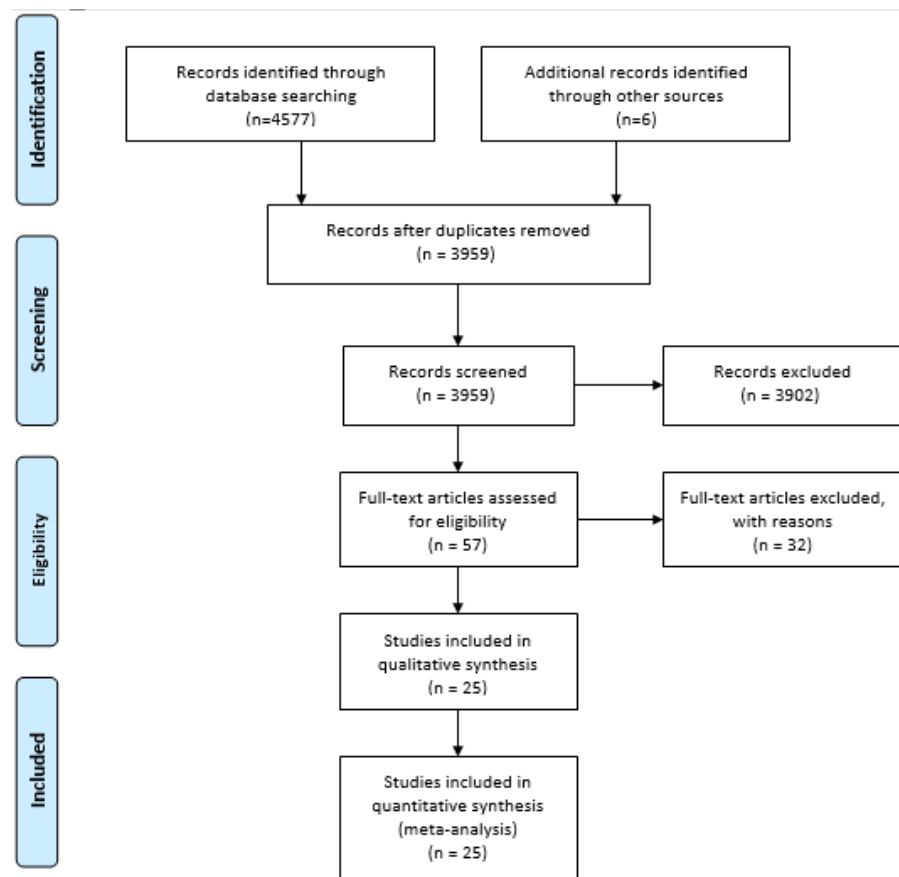 Identification
Records identified through
database searching
(n=4577)
Additional records identified
through other sources
(n=6)
Records after duplicates removed
(n = 3959)
Screening
Records screened
(n = 3959)
Records excluded
(n = 3902)
Eligibility
Full-text articles assessed
for eligibility
(n = 57)
Full-text articles excluded,
with reasons
(n = 32)
Studies included in
qualitative synthesis
(n = 25)
Included
Studies included in
quantitative synthesis
(meta-analysis)
(n = 25)